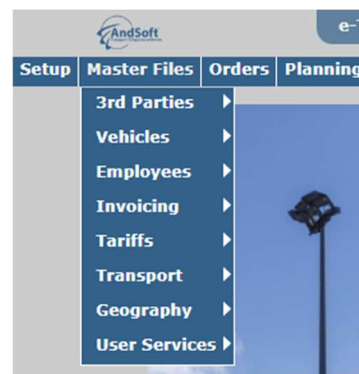 AndSoft
e-
Setup Master Files Orders Planning
3rd Parties
Vehicles
Employees
Invoicing
Tariffs
Transport
Geography
User Services